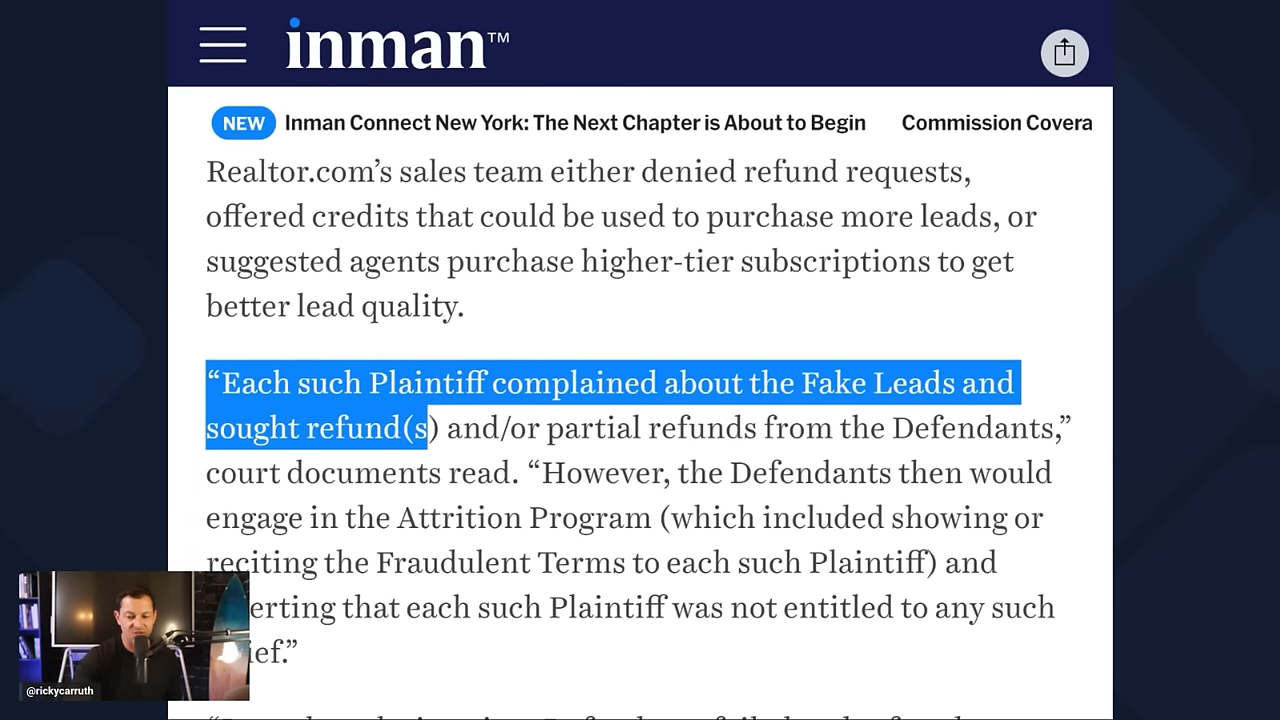 inman™
NEW Inman Connect New York: The Next Chapter is About to Begin Commission Covera
Realtor.com’s sales team either denied refund requests,
offered credits that could be used to purchase more leads, or
suggested agents purchase higher-tier subscriptions to get
better lead quality.
“Each such Plaintiff complained about the Fake Leads and
sought refund(s) and/or partial refunds from the Defendants,”
court documents read. “However, the Defendants then would
engage in the Attrition Program (which included showing or
reciting the Fraudulent Terms to each such Plaintiff) and
erting that each such Plaintiff was not entitled to any such
ief.”
@rickycarruth